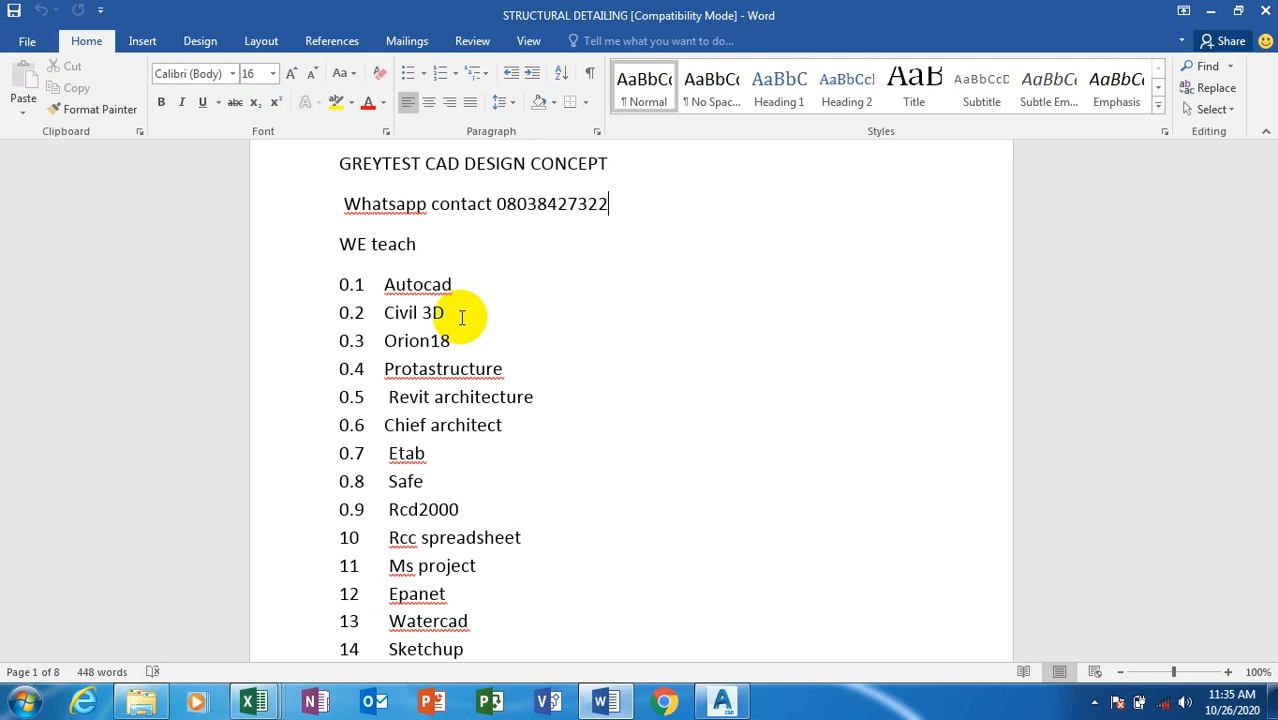 STRUCTURAL DETAILING [Compatibility Mode] - Word
File Home Insert Design Layout References Mailings Review View Tell me what you want to do... Share
Paste Cut Copy Format Painter
Calibri (Body) 16
AaBbCc AaBbCc AaBbC AaBbCcI AaB AaBbCcD AaBbCcI AaBbCcI
¶ Normal ¶ No Spac... Heading 1 Heading 2 Title Subtitle Subtle Em... Emphasis
Find Replace Select
Clipboard Font Paragraph Styles Editing
GREYTEST CAD DESIGN CONCEPT
Whatsapp contact 08038427322
WE teach
0.1 Autocad
0.2 Civil 3D
0.3 Orion18
0.4 Protastructure
0.5 Revit architecture
0.6 Chief architect
0.7 Etab
0.8 Safe
0.9 Rcd2000
10 Rcc spreadsheet
11 Ms project
12 Epanet
13 Watercad
14 Sketchup
Page 1 of 8 448 words 100%
11:35 AM
10/26/2020